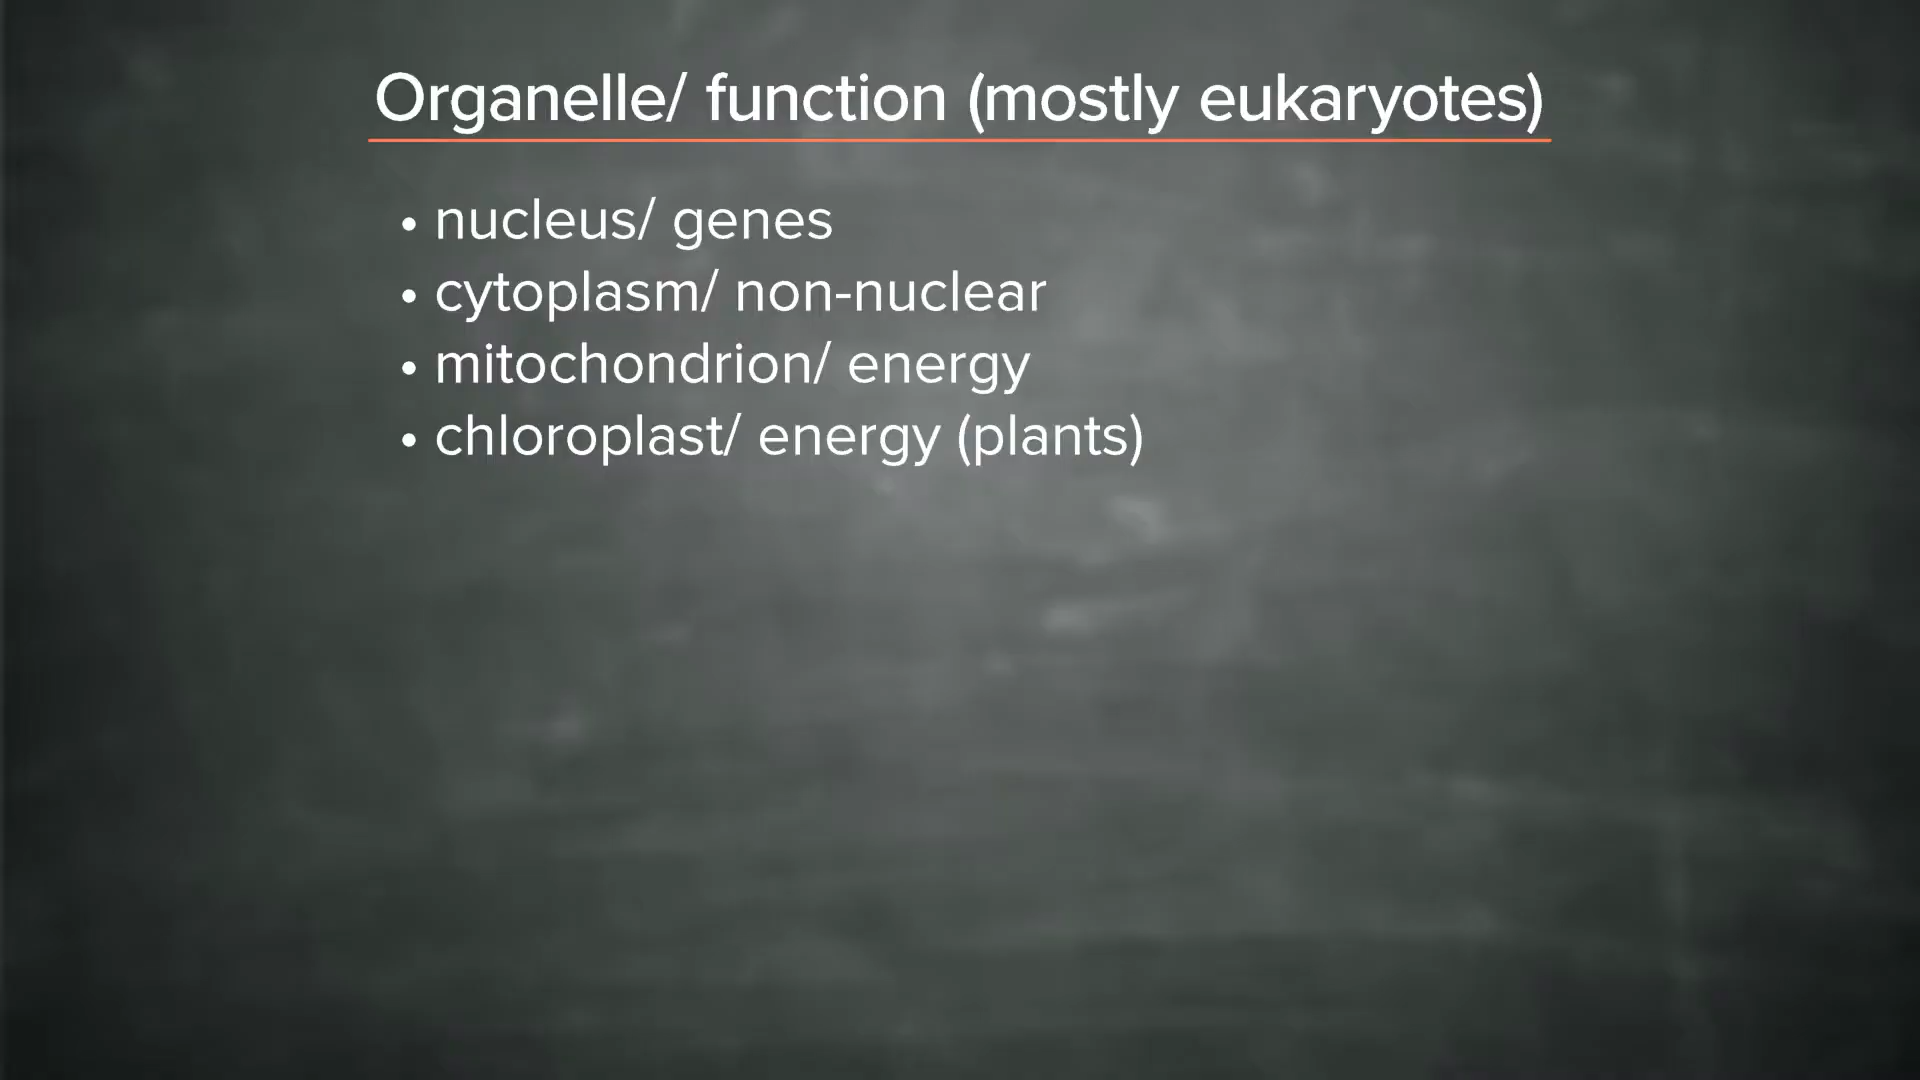 Organelle/ function (mostly eukaryotes)
• nucleus/ genes
• cytoplasm/ non-nuclear
• mitochondrion/ energy
• chloroplast/ energy (plants)